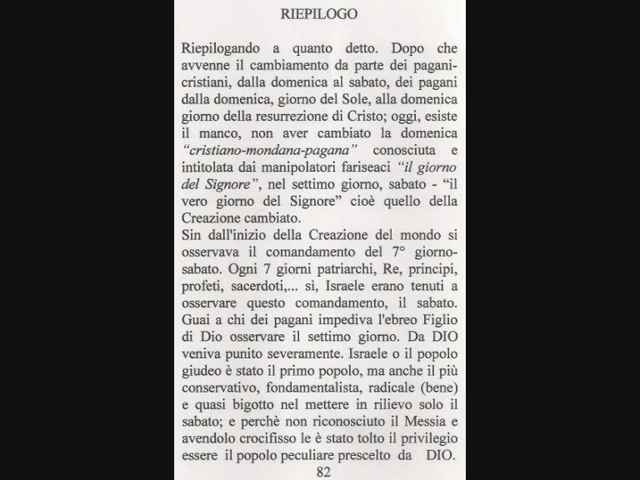 RIEPILOGO
Riepilogando a quanto detto. Dopo che
avvenne il cambiamento da parte dei pagani-
cristiani, dalla domenica al sabato, dei pagani
dalla domenica, giorno del Sole, alla domenica
giorno della resurrezione di Cristo; oggi, esiste
il manco, non aver cambiato la domenica
“cristiano-mondana-pagana” conosciuta e
intitolata dai manipolatori fariseaci “il giorno
del Signore”, nel settimo giorno, sabato - “il
vero giorno del Signore” cioè quello della
Creazione cambiato.
Sin dall'inizio della Creazione del mondo si
osservava il comandamento del 7° giorno-
sabato. Ogni 7 giorni patriarchi, Re, principi,
profeti, sacerdoti,... sì, Israele erano tenuti a
osservare questo comandamento, il sabato.
Guai a chi dei pagani impediva l'ebreo Figlio
di Dio osservare il settimo giorno. Da DIO
veniva punito severamente. Israele o il popolo
giudeo è stato il primo popolo, ma anche il più
conservativo, fondamentalista, radicale (bene)
e quasi bigotto nel mettere in rilievo solo il
sabato; e perchè non riconosciuto il Messia e
avendolo crocifisso le è stato tolto il privilegio
essere il popolo peculiare prescelto da DIO.
82